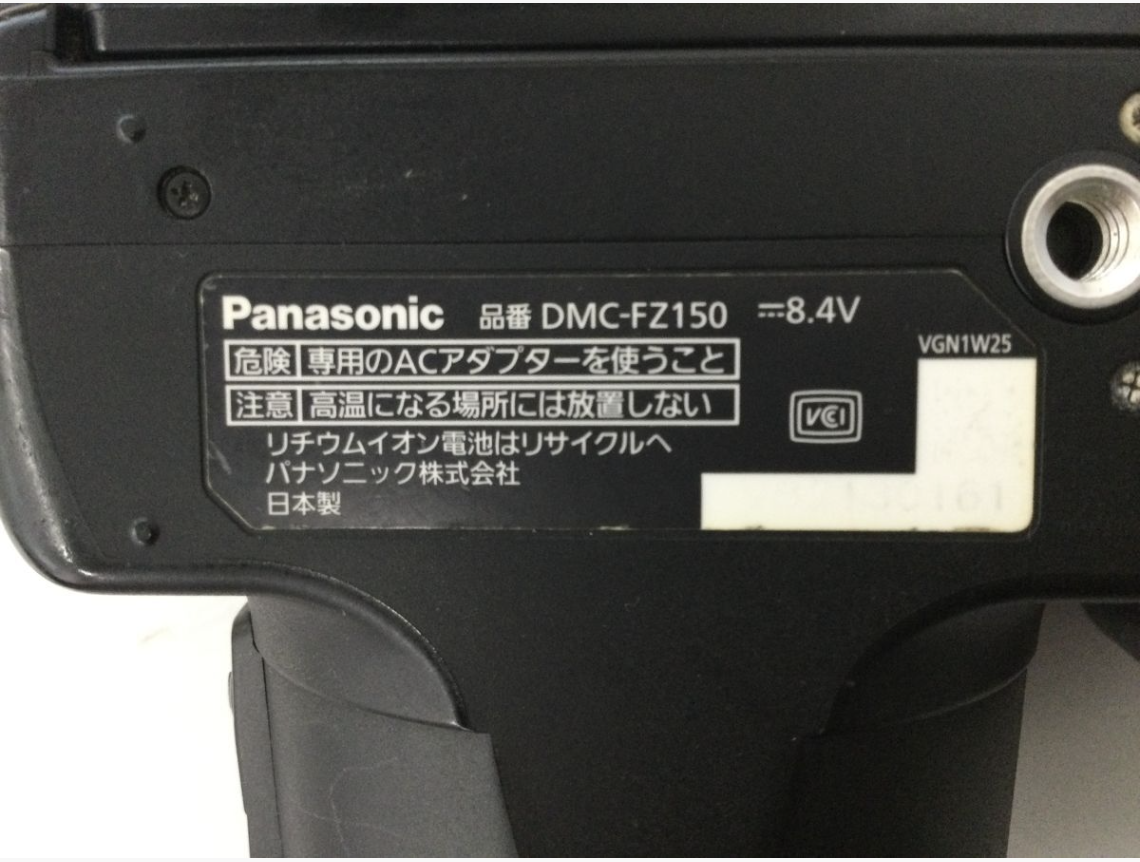 Panasonic 品番 DMC-FZ150 ⎓8.4V
VGN1W25
危険 専用のACアダプターを使うこと
注意 高温になる場所には放置しない
VCCI
リチウムイオン電池はリサイクルへ
パナソニック株式会社
日本製